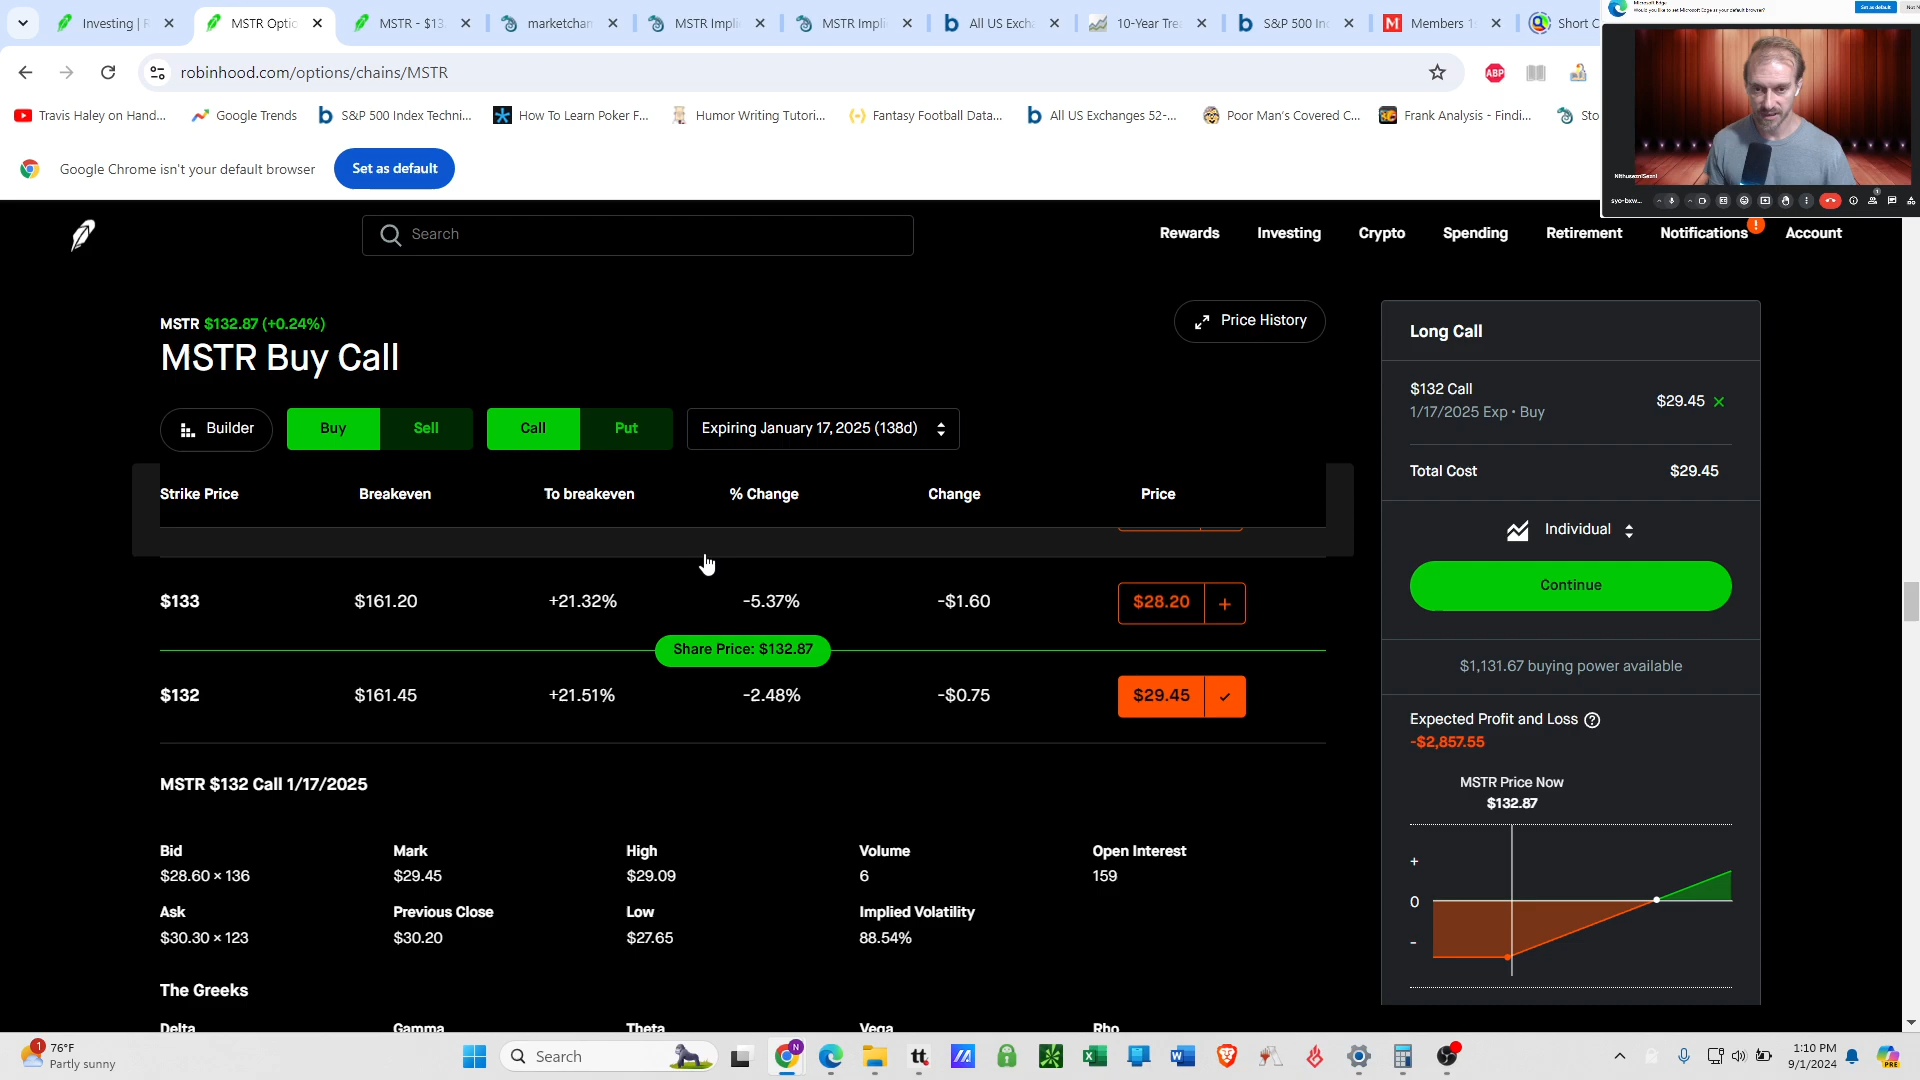 Investing | R
MSTR Optic
MSTR - $13
marketcham
MSTR Impli
MSTR Impli
All US Exch
10-Year Tre
S&P 500 In
Members 1
Short C
robinhood.com/options/chains/MSTR
Travis Haley on Hand...
Google Trends
S&P 500 Index Techni...
How To Learn Poker F...
Humor Writing Tutori...
Fantasy Football Data...
All US Exchanges 52-...
Poor Man's Covered C...
Frank Analysis - Findi...
Sto
Google Chrome isn't your default browser
Set as default
Search
Rewards
Investing
Crypto
Spending
Retirement
Notifications
Account
MSTR $132.87 (+0.24%)
MSTR Buy Call
Price History
Builder
Buy
Sell
Call
Put
Expiring January 17, 2025 (138d)
Strike Price
Breakeven
To breakeven
% Change
Change
Price
$133
$161.20
+21.32%
-5.37%
-$1.60
$28.20
+
Share Price: $132.87
$132
$161.45
+21.51%
-2.48%
-$0.75
$29.45
MSTR $132 Call 1/17/2025
Bid
Mark
High
Volume
Open Interest
$28.60 × 136
$29.45
$29.09
6
159
Ask
Previous Close
Low
Implied Volatility
$30.30 × 123
$30.20
$27.65
88.54%
The Greeks
Delta
Gamma
Theta
Vega
Rho
Long Call
$132 Call
1/17/2025 Exp • Buy
$29.45
Total Cost
$29.45
Individual
Continue
$1,131.67 buying power available
Expected Profit and Loss
-$2,857.55
MSTR Price Now
$132.87
+
0
-
76°F
Partly sunny
Search
1:10 PM
9/1/2024